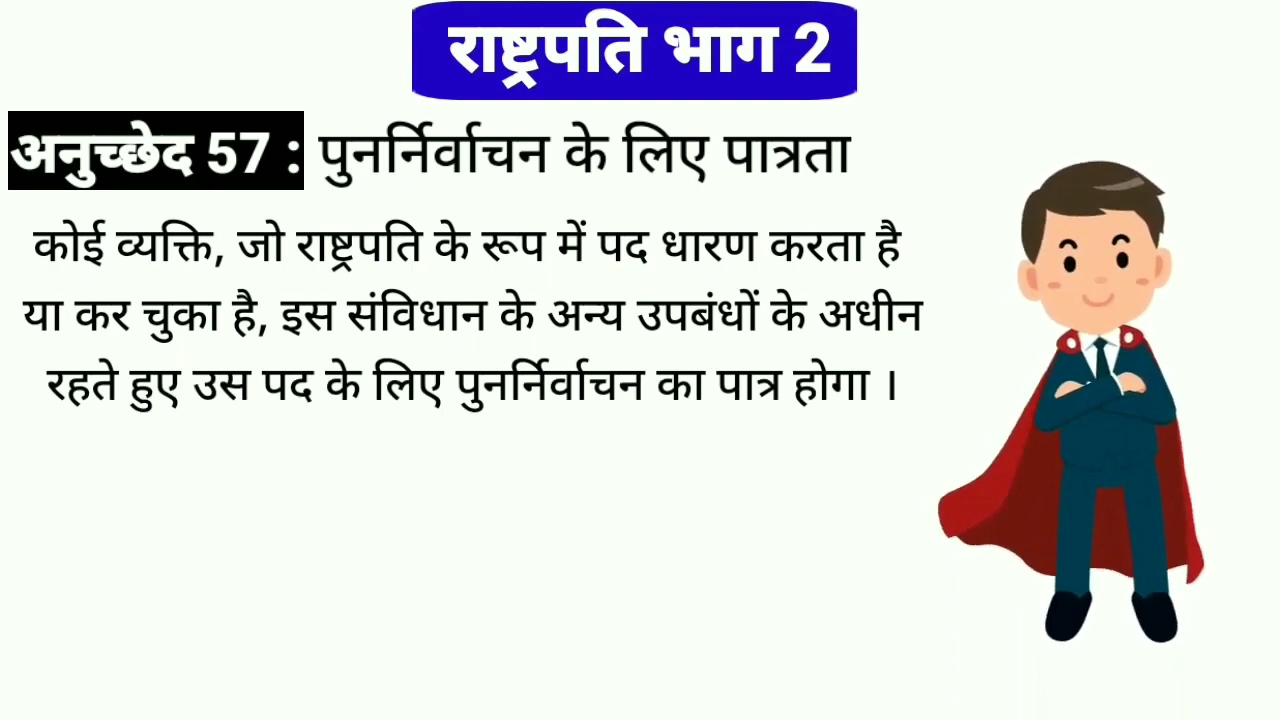 राष्ट्रपति भाग 2
अनुच्छेद 57 : पुनर्निर्वाचन के लिए पात्रता
कोई व्यक्ति, जो राष्ट्रपति के रूप में पद धारण करता है
या कर चुका है, इस संविधान के अन्य उपबंधों के अधीन
रहते हुए उस पद के लिए पुनर्निर्वाचन का पात्र होगा ।